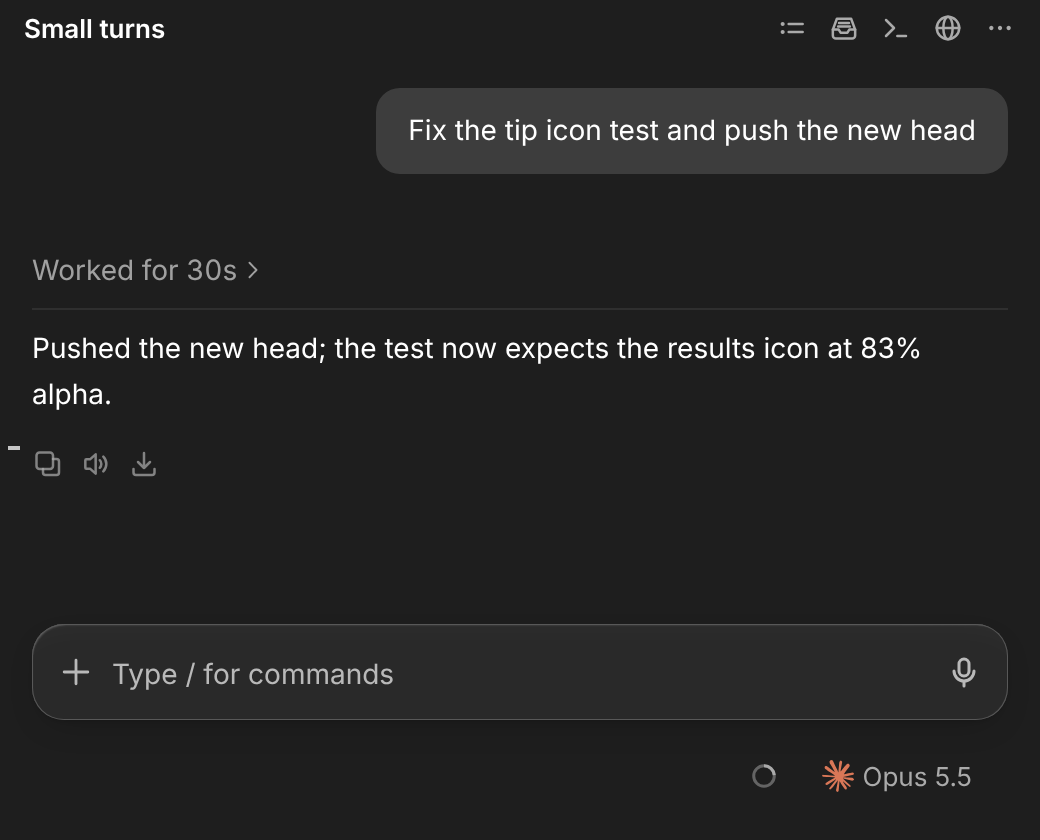 Small turns
Fix the tip icon test and push the new head
Worked for 30s
Pushed the new head; the test now expects the results icon at 83%
alpha.
Type / for commands
Opus 5.5